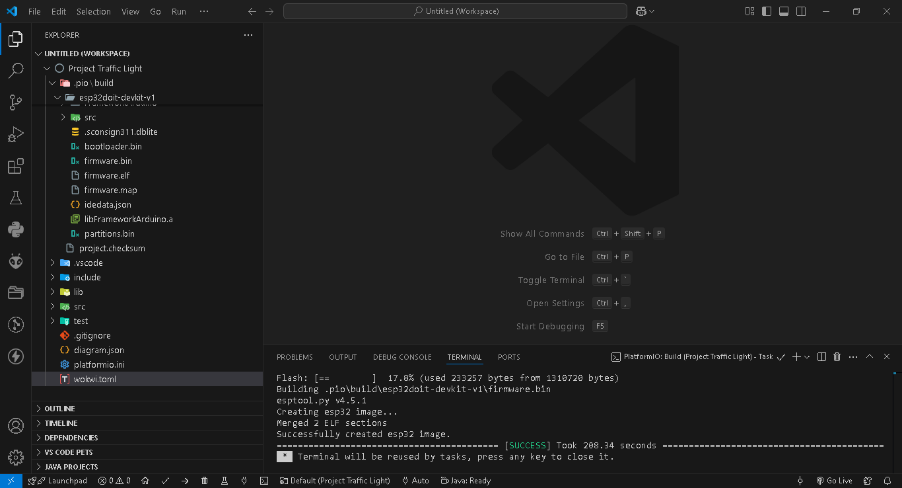 File Edit Selection View Go Run ···
Untitled (Workspace)
EXPLORER ···
UNTITLED (WORKSPACE)
Project Traffic Light
.pio \ build
esp32doit-devkit-v1
src
.sconsign311.dblite
bootloader.bin
firmware.bin
firmware.elf
firmware.map
idedata.json
libFrameworkArduino.a
partitions.bin
project.checksum
.vscode
include
lib
src
test
.gitignore
diagram.json
platformio.ini
wokwi.toml
OUTLINE
TIMELINE
DEPENDENCIES
VS CODE PETS
JAVA PROJECTS
Show All Commands Ctrl + Shift + P
Go to File Ctrl + P
Toggle Terminal Ctrl + `
Open Settings Ctrl + ,
Start Debugging F5
PROBLEMS OUTPUT DEBUG CONSOLE TERMINAL PORTS
PlatformIO: Build (Project Traffic Light) - Task
Flash: [==        ]  17.8% (used 233257 bytes from 1310720 bytes)
Building .pio\build\esp32doit-devkit-v1\firmware.bin
esptool.py v4.5.1
Creating esp32 image...
Merged 2 ELF sections
Successfully created esp32 image.
========================================== [SUCCESS] Took 208.34 seconds ==========================================
* Terminal will be reused by tasks, press any key to close it.
Launchpad 0 0 Default (Project Traffic Light) Auto Java: Ready Go Live